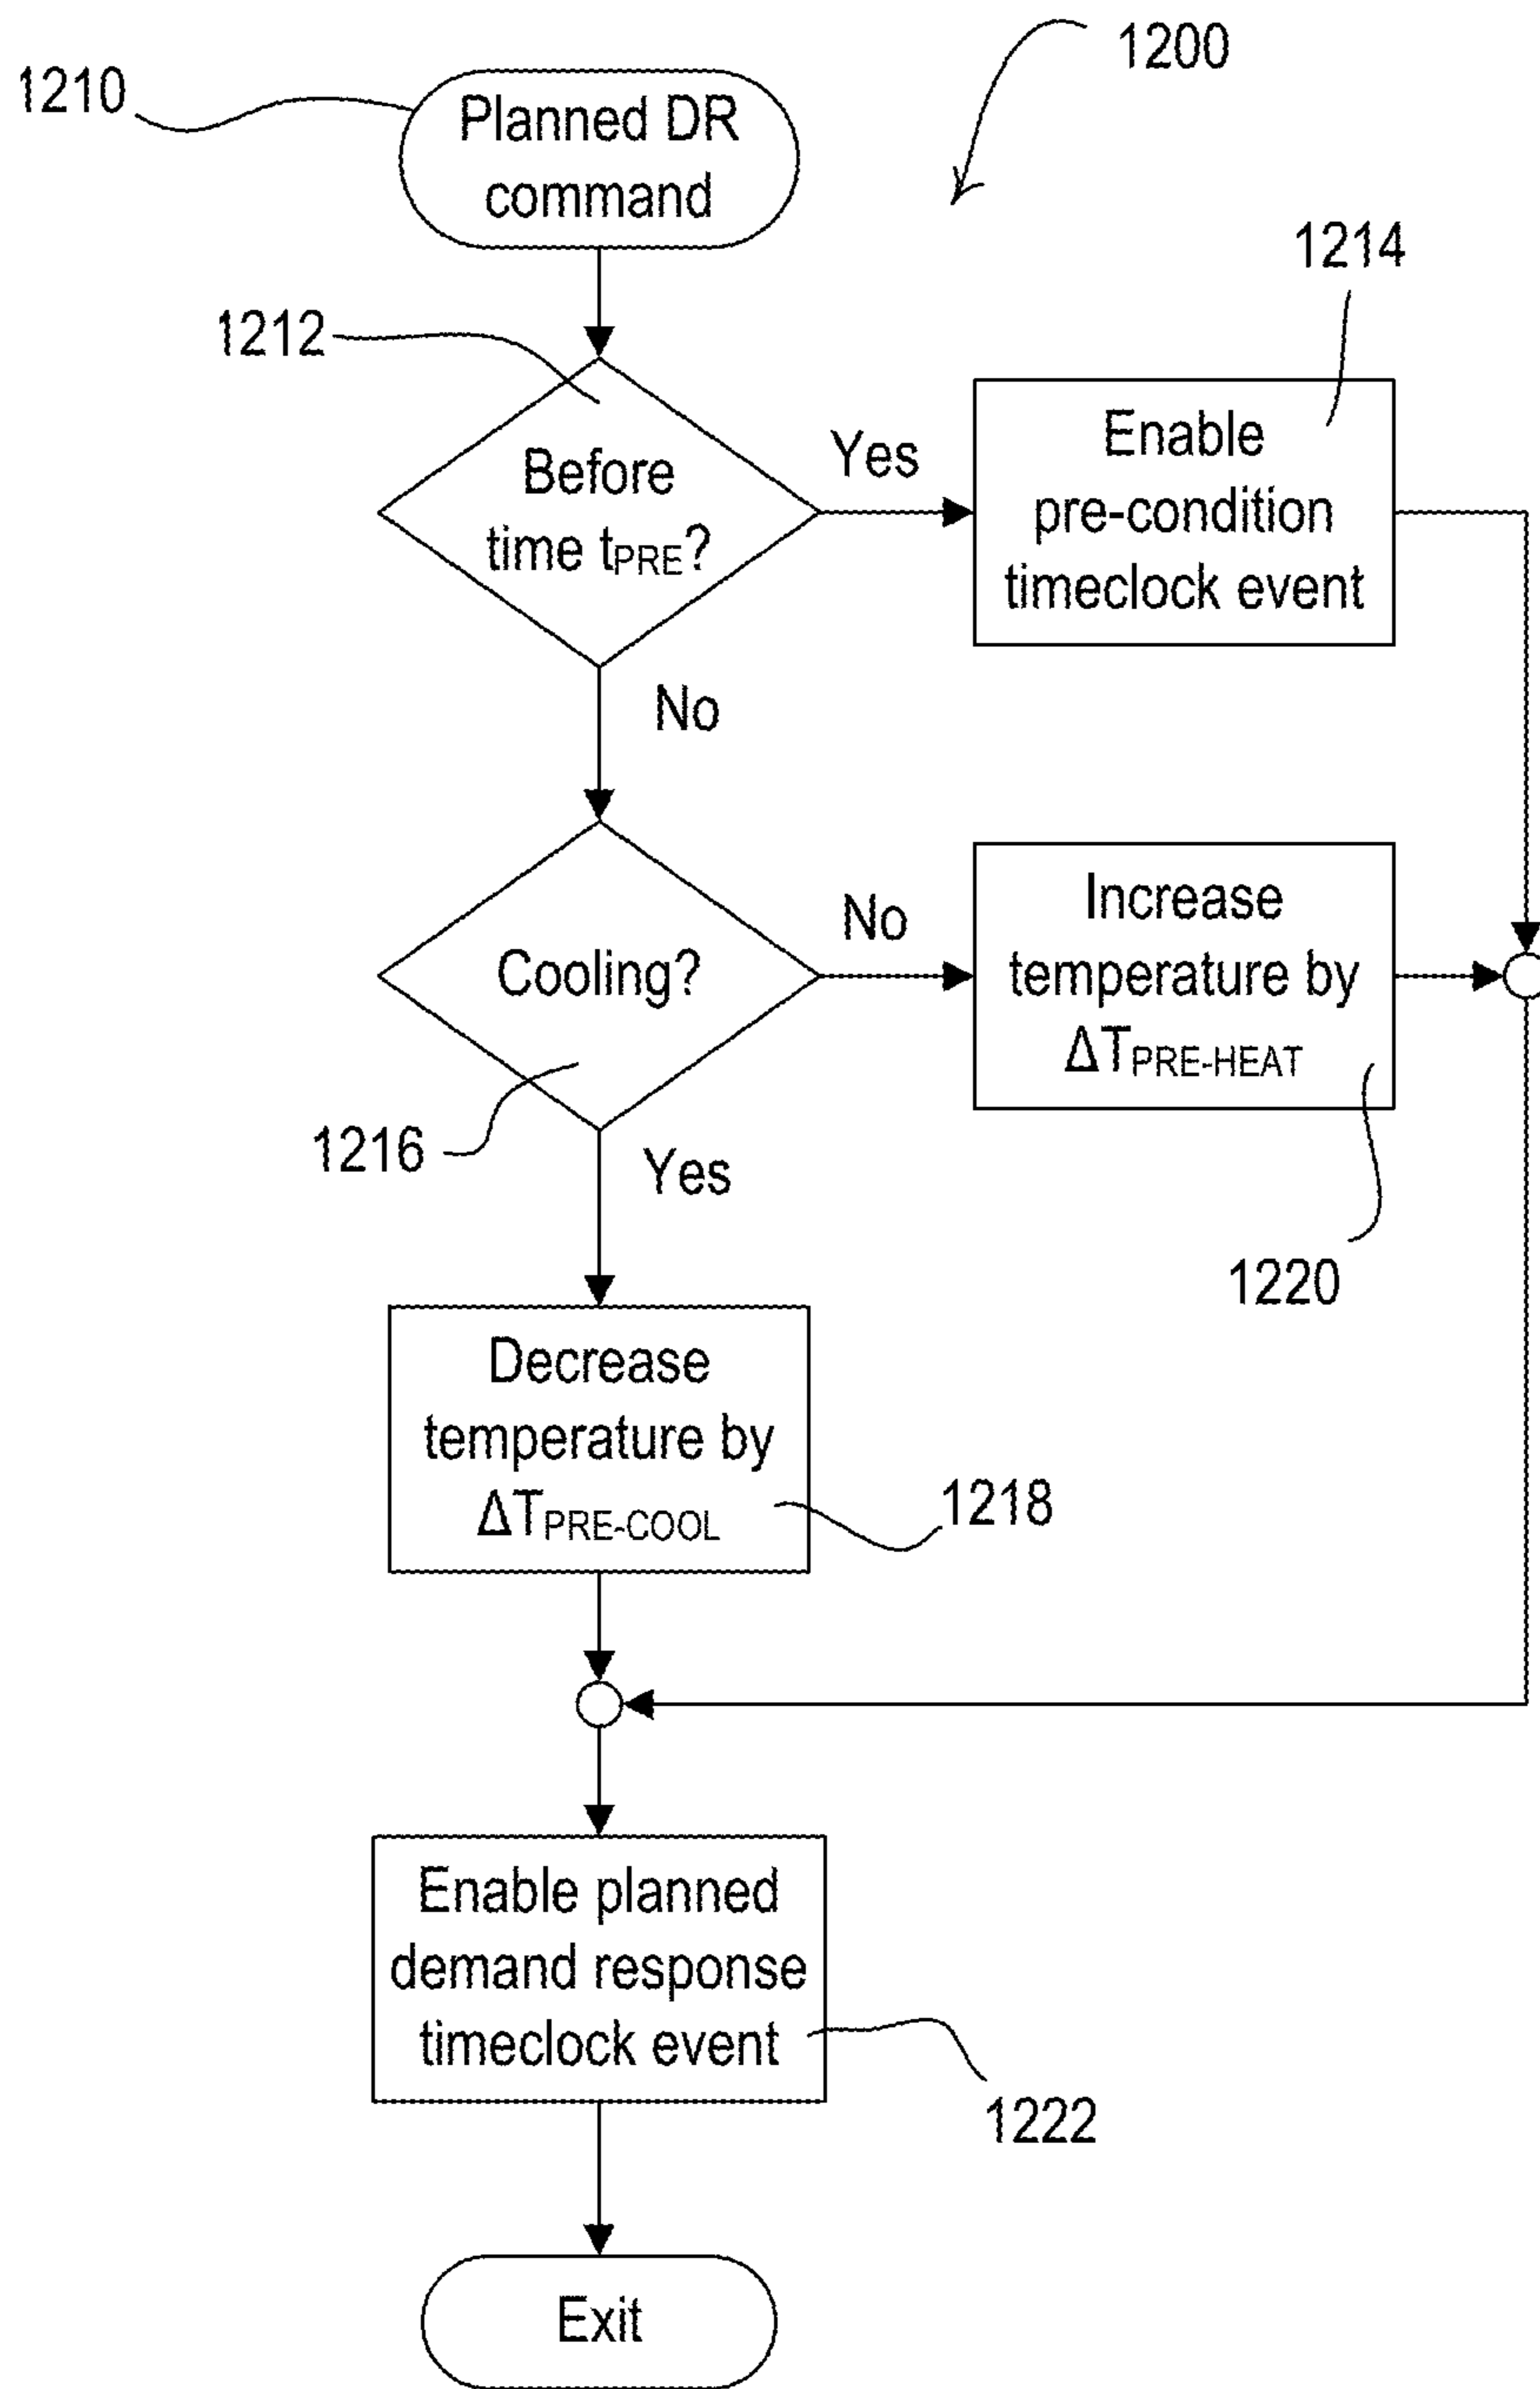 1200
1210
Planned DR
command
1214
1212
Before
time tPRE?
Yes
Enable
pre-condition
timeclock event
No
Cooling?
No
Increase
temperature by
ΔTPRE-HEAT
1216
Yes
1220
Decrease
temperature by
ΔTPRE-COOL
1218
Enable planned
demand response
timeclock event
1222
Exit